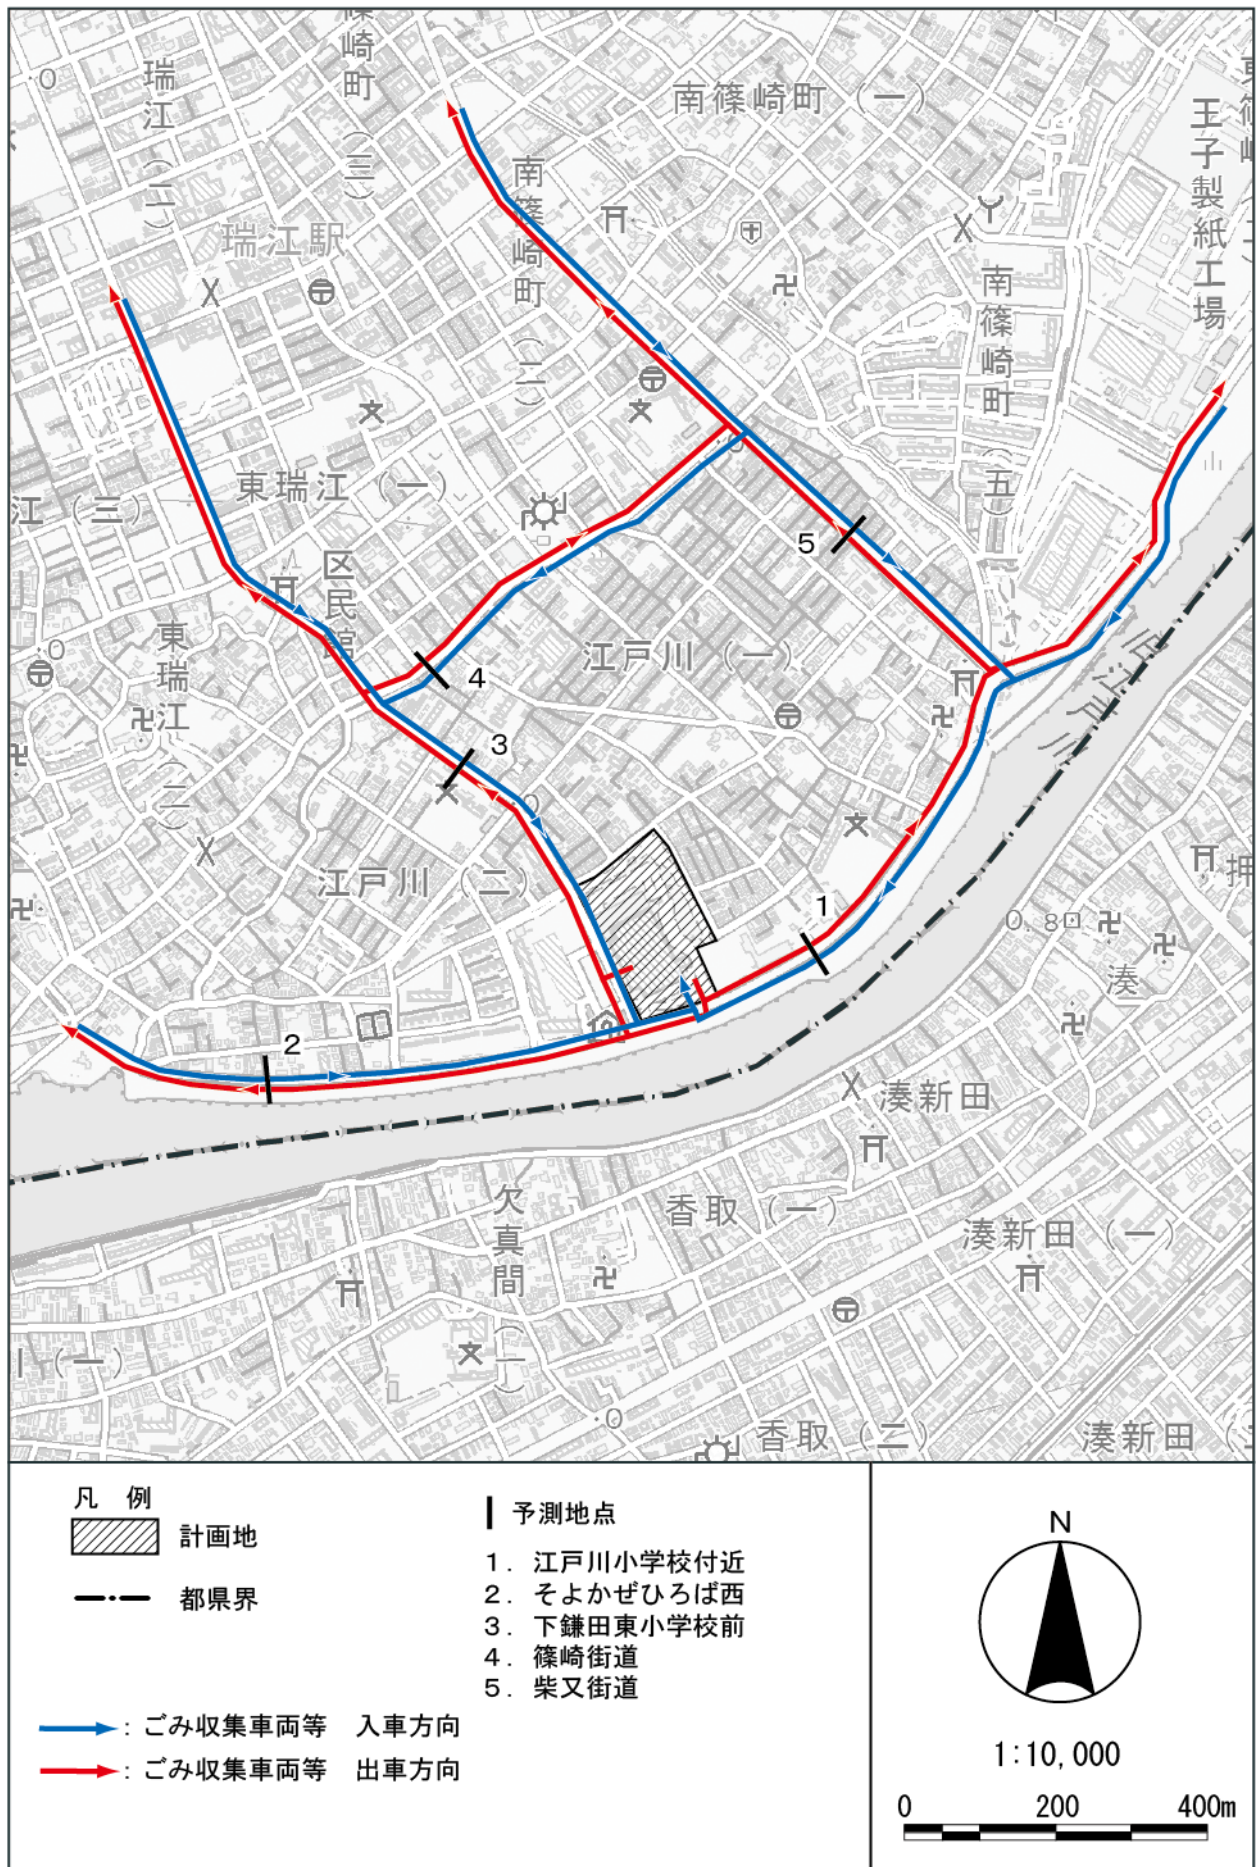 篠崎町(三)
瑞江(二)
南篠崎町(一)
王子製紙工場
南篠崎町(二)
瑞江駅
南篠崎町(五)
東瑞江(一)
江(三)
区民館
5
東瑞江(二)
江戸川(一)
旧江戸川
4
3
江戸川(二)
1
押
0.8
湊
2
湊新田
欠真間(一)
香取(一)
湊新田(一)
(一)
香取(二)
湊新田
凡 例
計画地
都県界
予測地点
1. 江戸川小学校付近
2. そよかぜひろば西
3. 下鎌田東小学校前
4. 篠崎街道
5. 柴又街道
: ごみ収集車両等 入車方向
: ごみ収集車両等 出車方向
N
1:10,000
0 200 400m